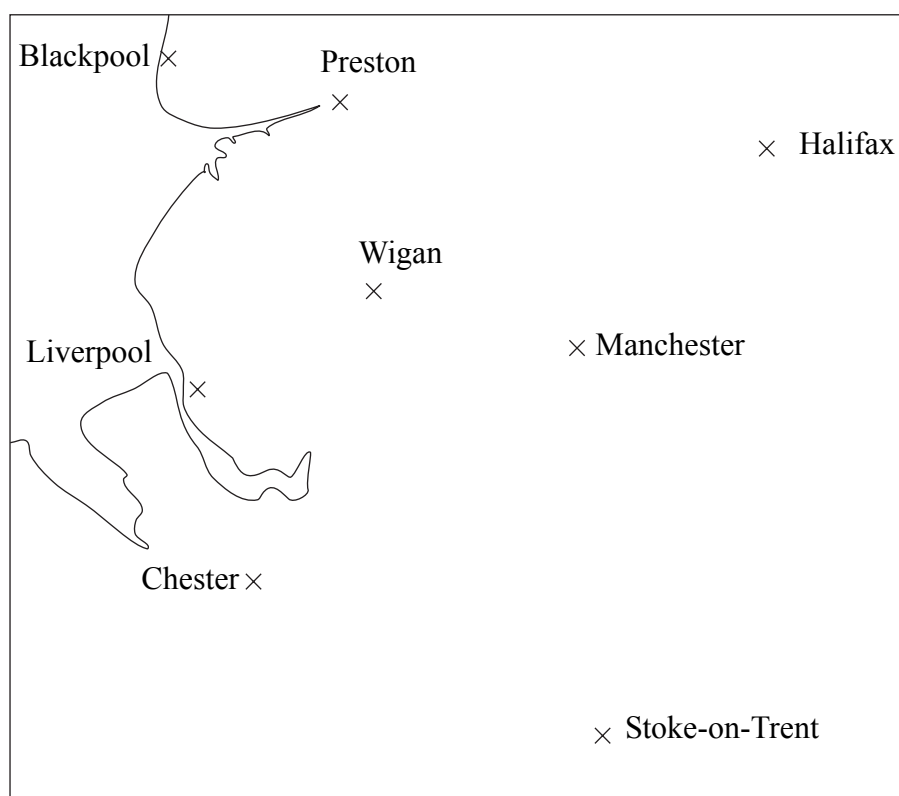 Blackpool
Preston
Halifax
Wigan
Liverpool
Manchester
Chester
Stoke-on-Trent